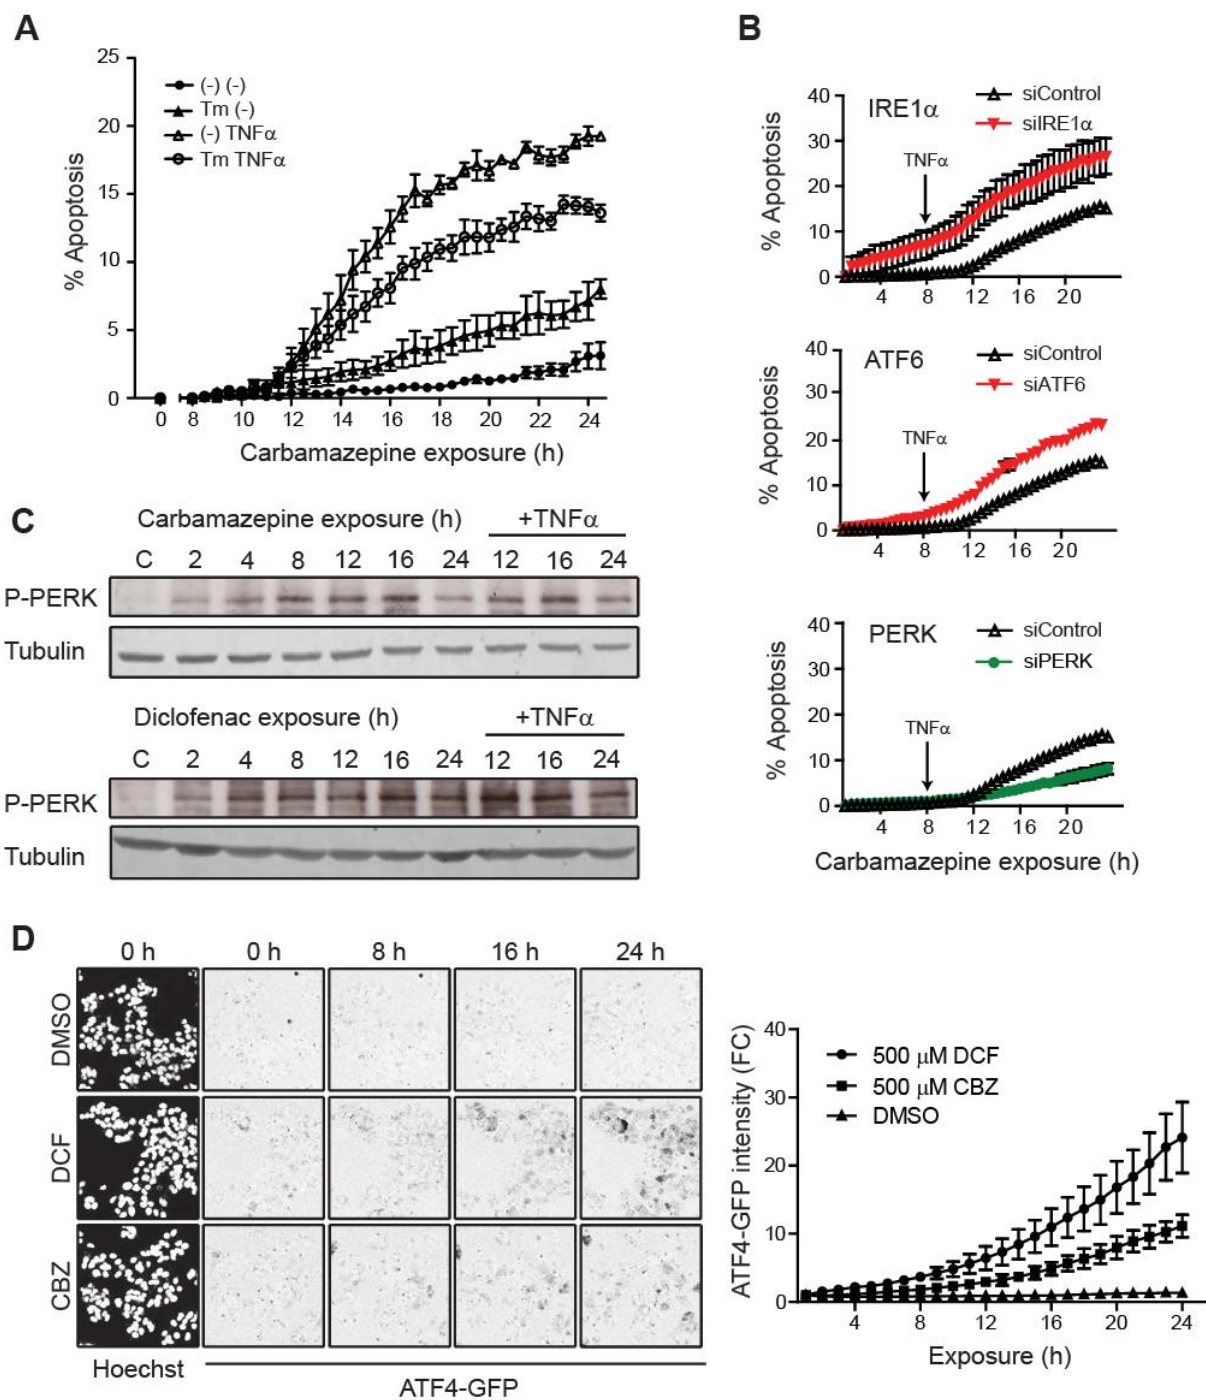 A
25
20
15
10
5
0
% Apoptosis
(-) (-)
Tm (-)
(-) TNFα
Tm TNFα
0 8 10 12 14 16 18 20 22 24
Carbamazepine exposure (h)
B
40
30
20
10
0
% Apoptosis
IRE1α
siControl
siIRE1α
TNFα
4 8 12 16 20
40
30
20
10
0
% Apoptosis
ATF6
siControl
siATF6
TNFα
4 8 12 16 20
40
30
20
10
0
% Apoptosis
PERK
siControl
siPERK
TNFα
4 8 12 16 20
Carbamazepine exposure (h)
C
Carbamazepine exposure (h) +TNFα
C 2 4 8 12 16 24 12 16 24
P-PERK
Tubulin
Diclofenac exposure (h) +TNFα
C 2 4 8 12 16 24 12 16 24
P-PERK
Tubulin
D
0 h 0 h 8 h 16 h 24 h
DMSO
DCF
CBZ
Hoechst
ATF4-GFP
40
30
20
10
0
ATF4-GFP intensity (FC)
500 μM DCF
500 μM CBZ
DMSO
4 8 12 16 20 24
Exposure (h)